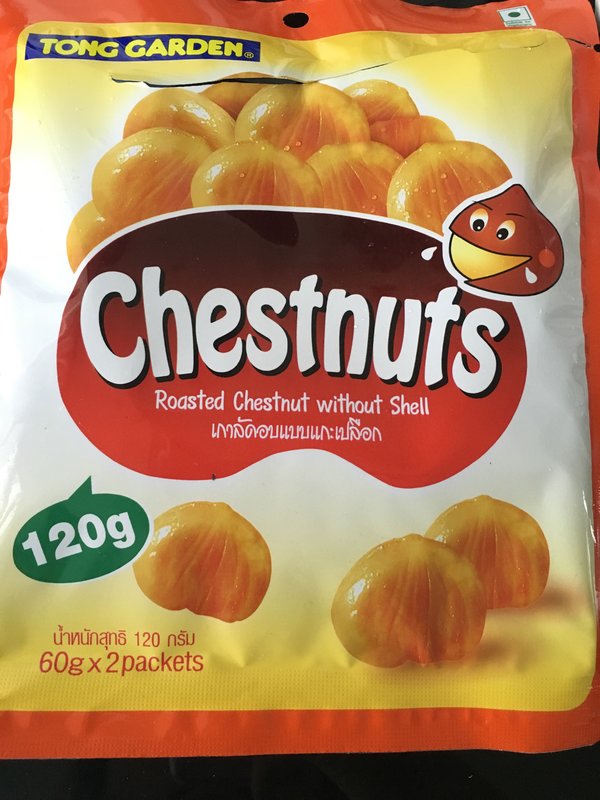 TONG GARDEN®
Chestnuts
Roasted Chestnut without Shell
เกาลัดอบแบบแกะเปลือก
120g
น้ำหนักสุทธิ 120 กรัม
60g x 2packets